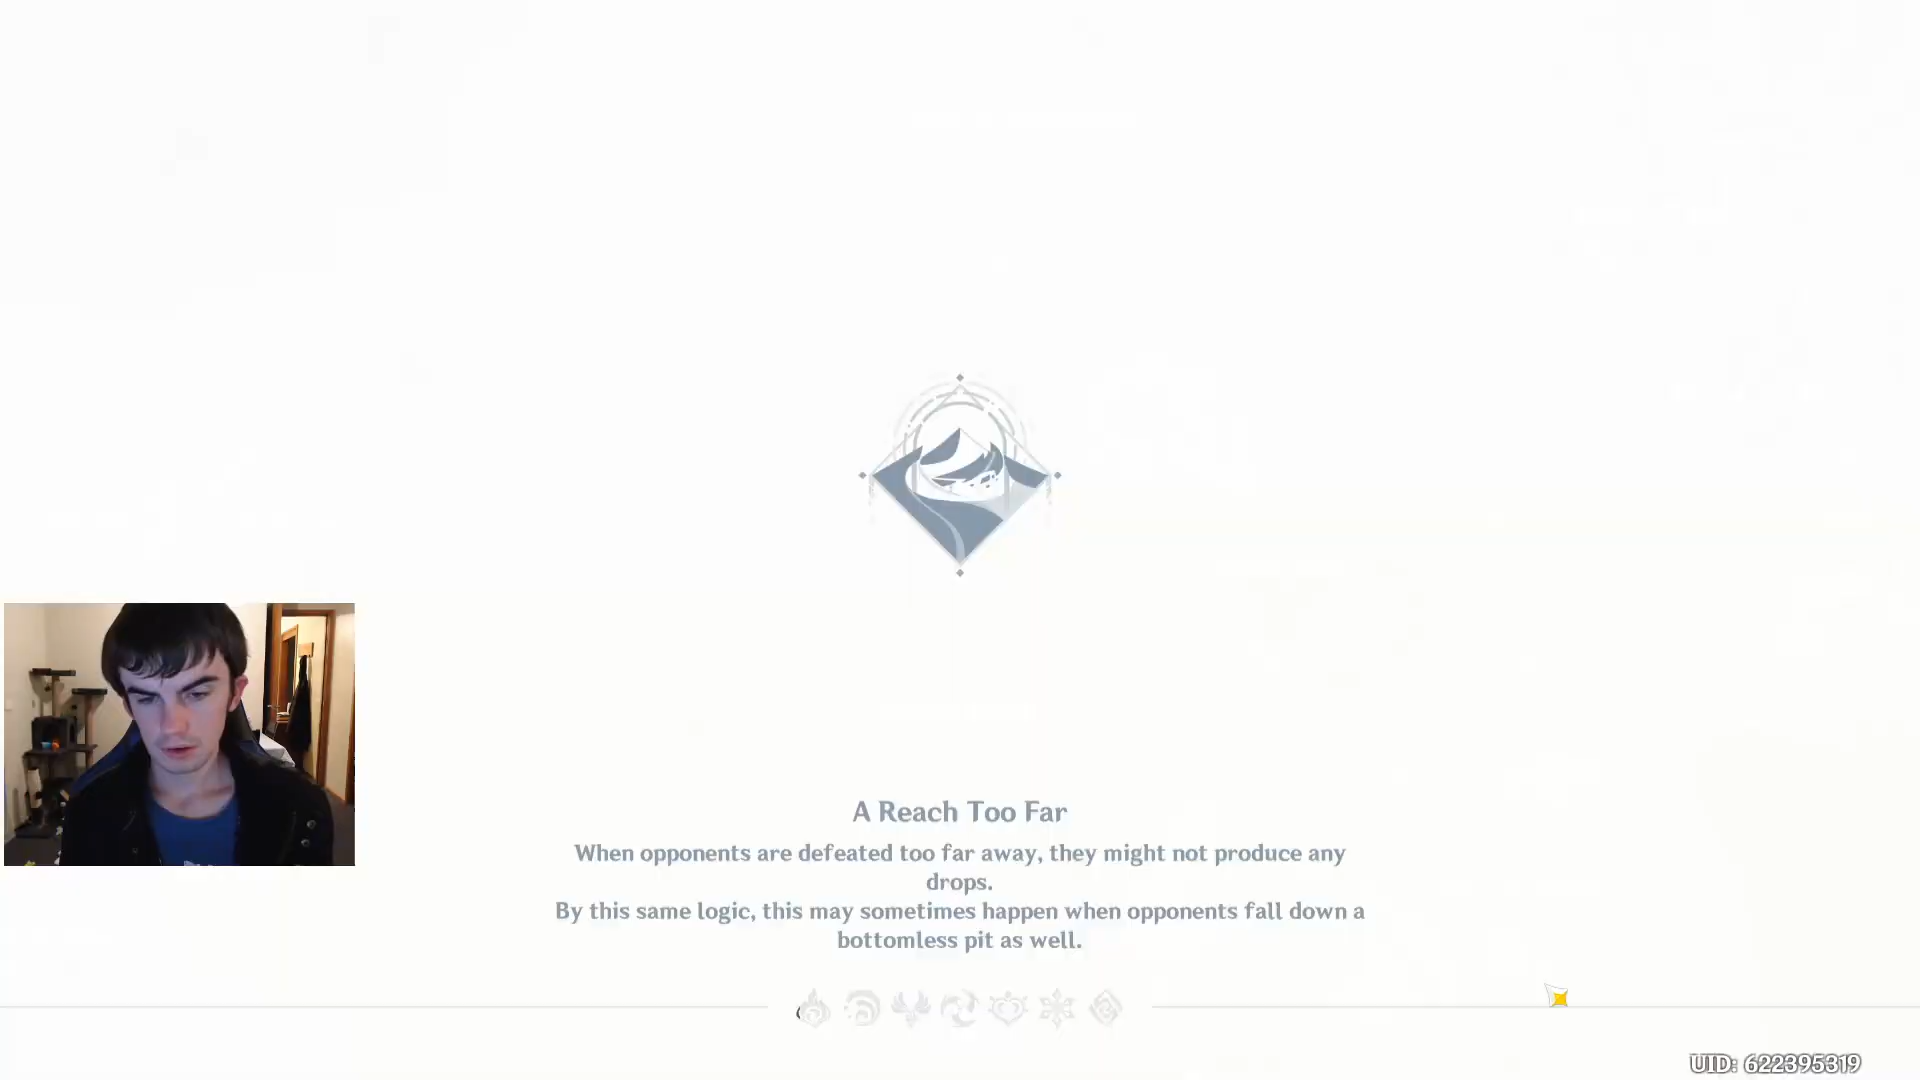 A Reach Too Far
When opponents are defeated too far away, they might not produce any
drops.
By this same logic, this may sometimes happen when opponents fall down a
bottomless pit as well.
UID: 622395319